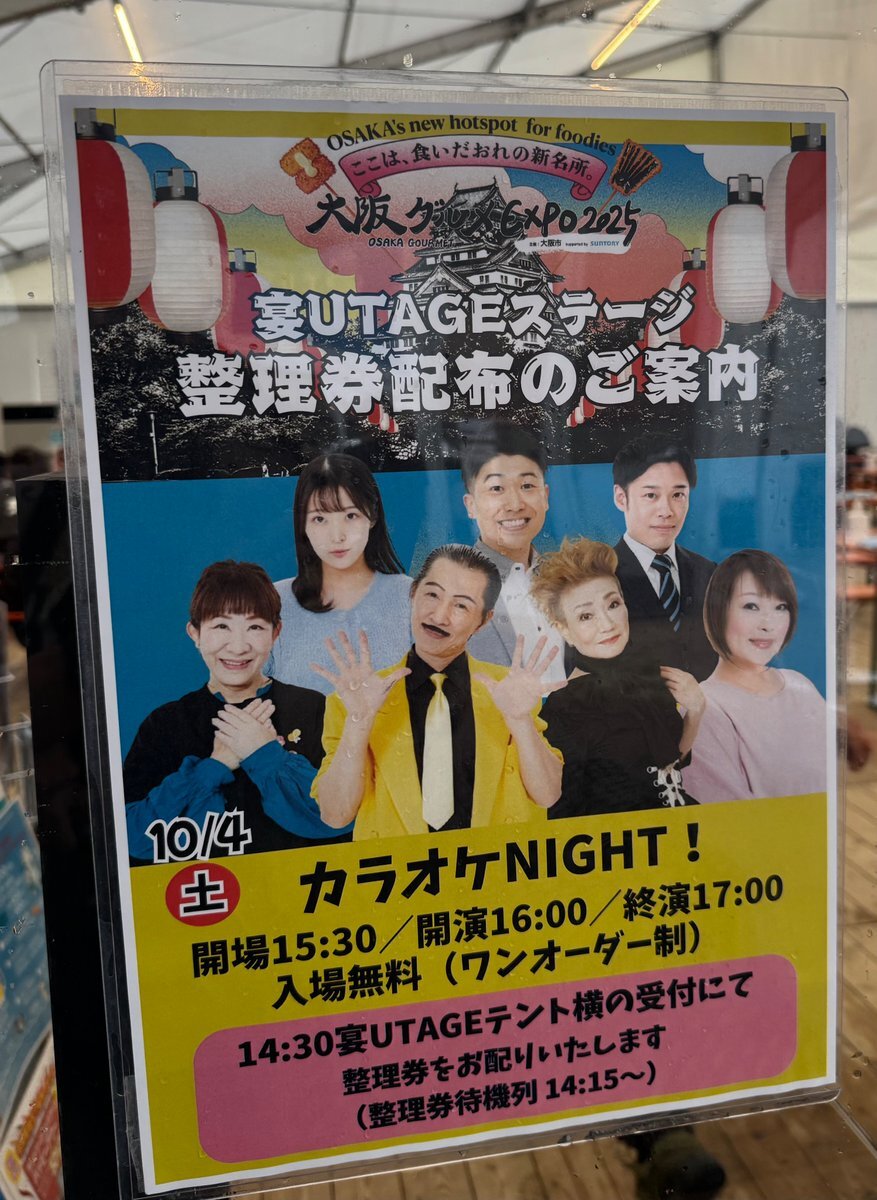 OSAKA's new hotspot for foodies
ここは、食いだおれの新名所。
大阪グルメEXPO2025
OSAKA GOURMET
主催:大阪市 supported by SUNTORY
宴UTAGEステージ
整理券配布のご案内
10/4
土
カラオケNIGHT!
開場15:30/開演16:00/終演17:00
入場無料(ワンオーダー制)
14:30宴UTAGEテント横の受付にて
整理券をお配りいたします
(整理券待機列 14:15~)